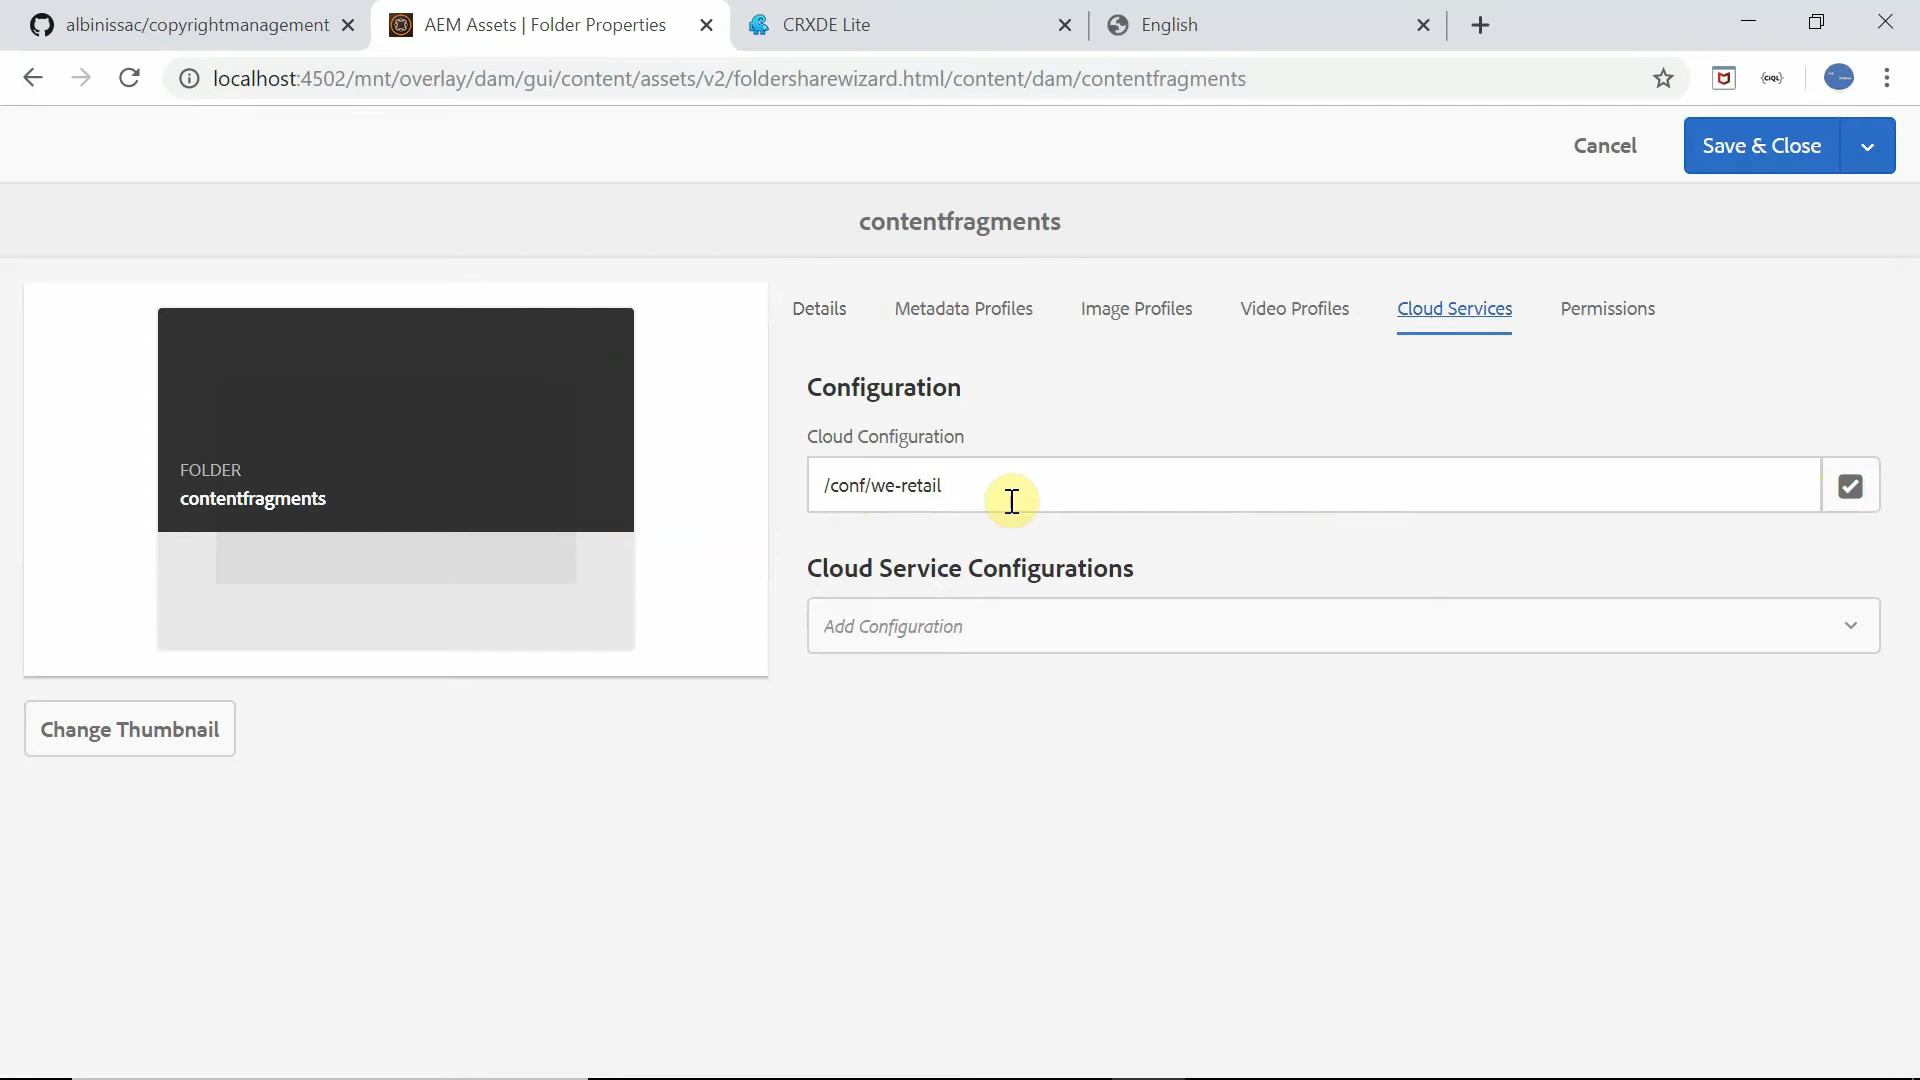 albinissac/copyrightmanagement
AEM Assets | Folder Properties
CRXDE Lite
English
localhost:4502/mnt/overlay/dam/gui/content/assets/v2/foldersharewizard.html/content/dam/contentfragments
{CIQL}
Cancel
Save & Close
contentfragments
Details
Metadata Profiles
Image Profiles
Video Profiles
Cloud Services
Permissions
FOLDER
contentfragments
Change Thumbnail
Configuration
Cloud Configuration
/conf/we-retail
Cloud Service Configurations
Add Configuration